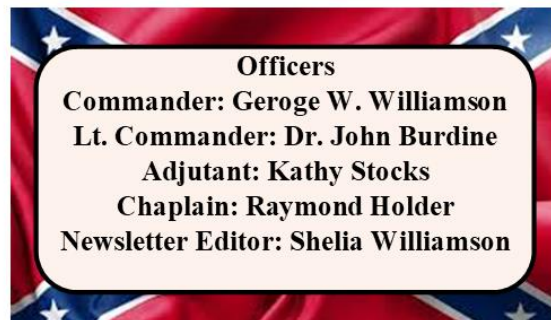 Officers
Commander: Geroge W. Williamson
Lt. Commander: Dr. John Burdine
Adjutant: Kathy Stocks
Chaplain: Raymond Holder
Newsletter Editor: Shelia Williamson